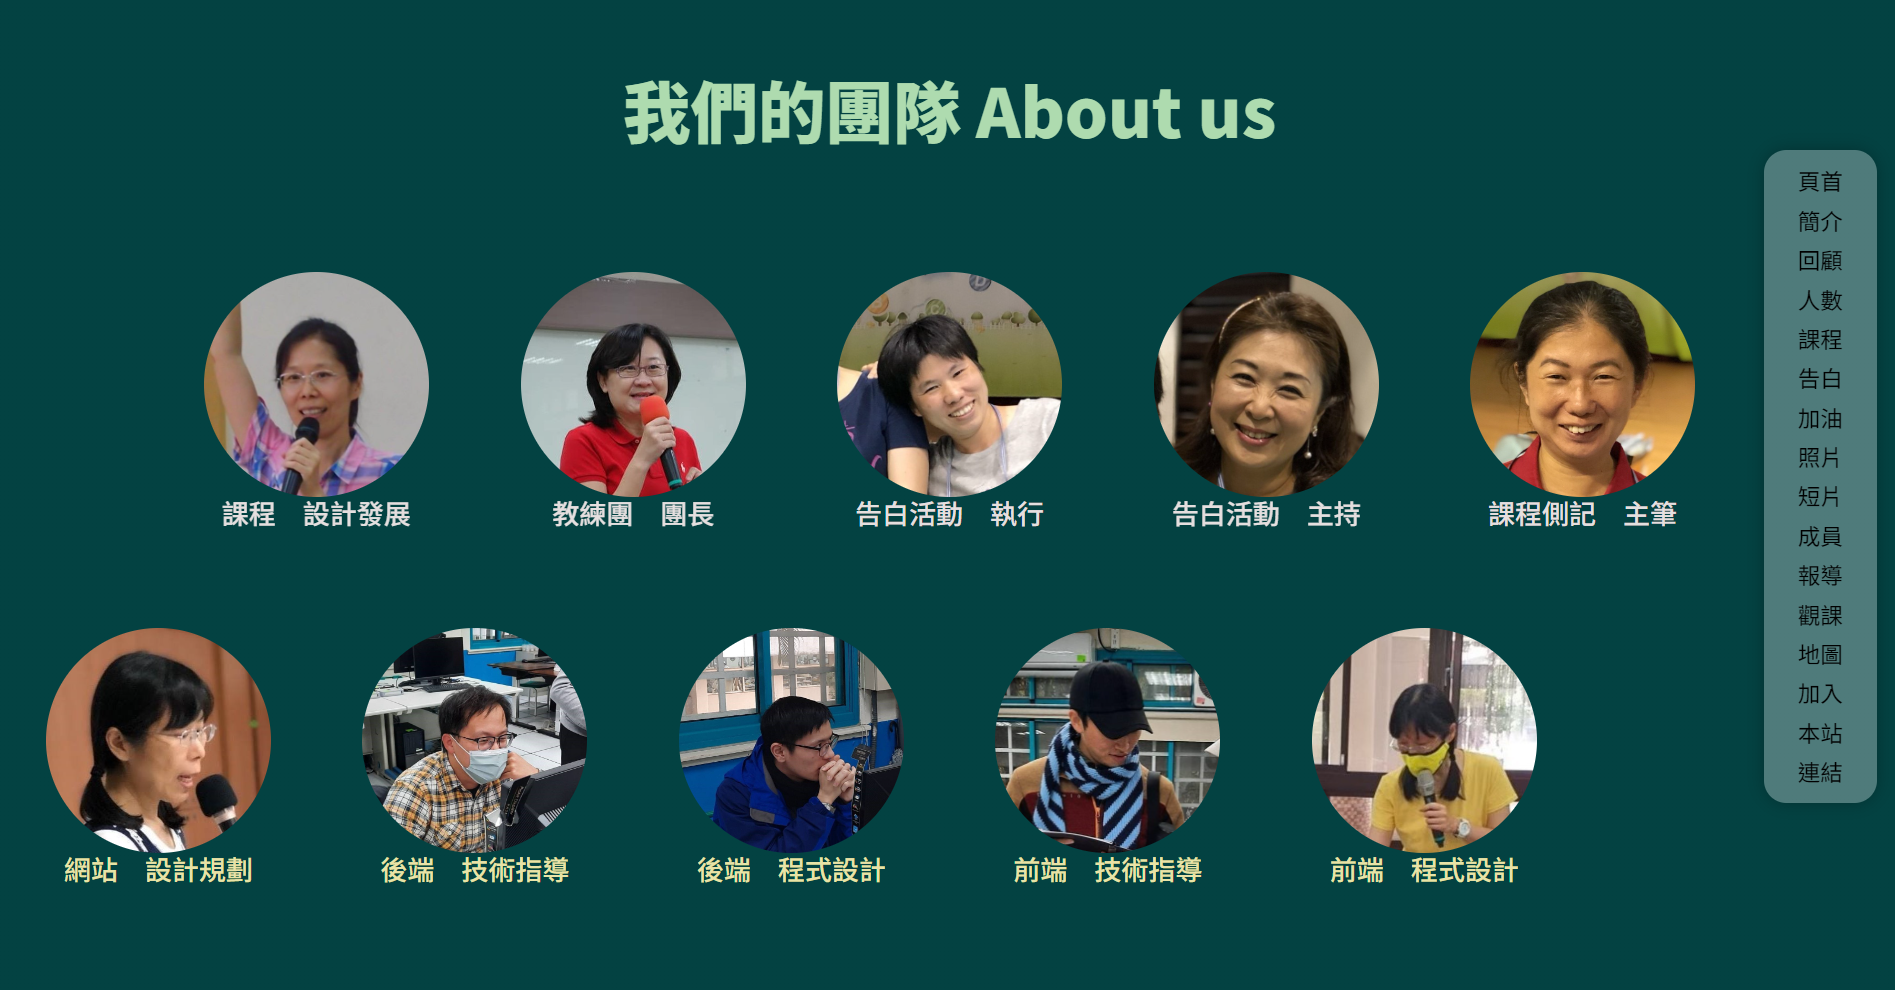 我們的團隊 About us
課程　設計發展
教練團　團長
告白活動　執行
告白活動　主持
課程側記　主筆
網站　設計規劃
後端　技術指導
後端　程式設計
前端　技術指導
前端　程式設計
頁首
簡介
回顧
人數
課程
告白
加油
照片
短片
成員
報導
觀課
地圖
加入
本站
連結